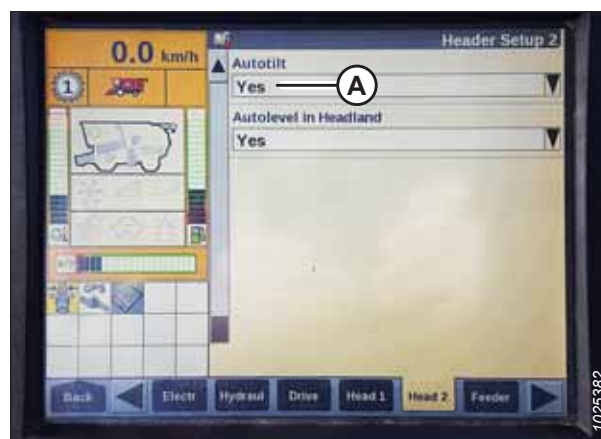 0.0 km/h
Header Setup 2
1
Autotilt
Yes
A
Autolevel in Headland
Yes
Back
Electr
Hydraul
Drive
Head 1
Head 2
Feeder
1025382